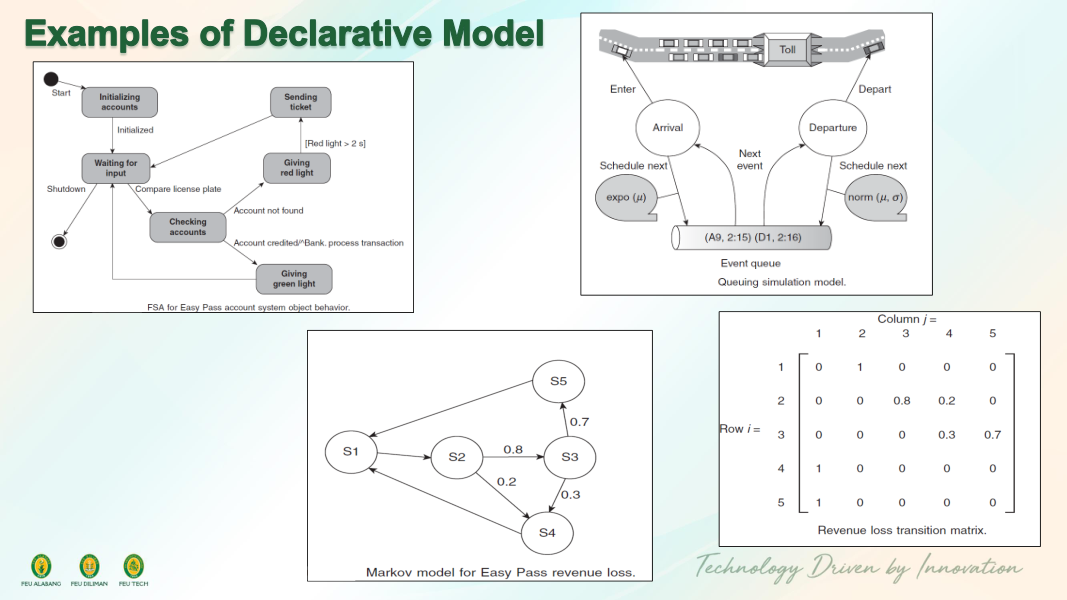 Examples of Declarative Model
Start
Initializing
accounts
Initialized
Waiting for
input
Shutdown
Compare license plate
Checking
accounts
Account not found
Account credited/^Bank. process transaction
Giving
green light
Giving
red light
[Red light > 2 s]
Sending
ticket
FSA for Easy Pass account system object behavior.
Toll
Enter
Depart
Arrival
Departure
Next
event
Schedule next
Schedule next
expo (μ)
norm (μ, σ)
(A9, 2:15) (D1, 2:16)
Event queue
Queuing simulation model.
S5
0.7
S1
S2
0.8
S3
0.2
0.3
S4
Markov model for Easy Pass revenue loss.
Column j =
1 2 3 4 5
1 0 1 0 0 0
2 0 0 0.8 0.2 0
Row i =
3 0 0 0 0.3 0.7
4 1 0 0 0 0
5 1 0 0 0 0
Revenue loss transition matrix.
FEU ALABANG FEU DILIMAN FEU TECH
Technology Driven by Innovation